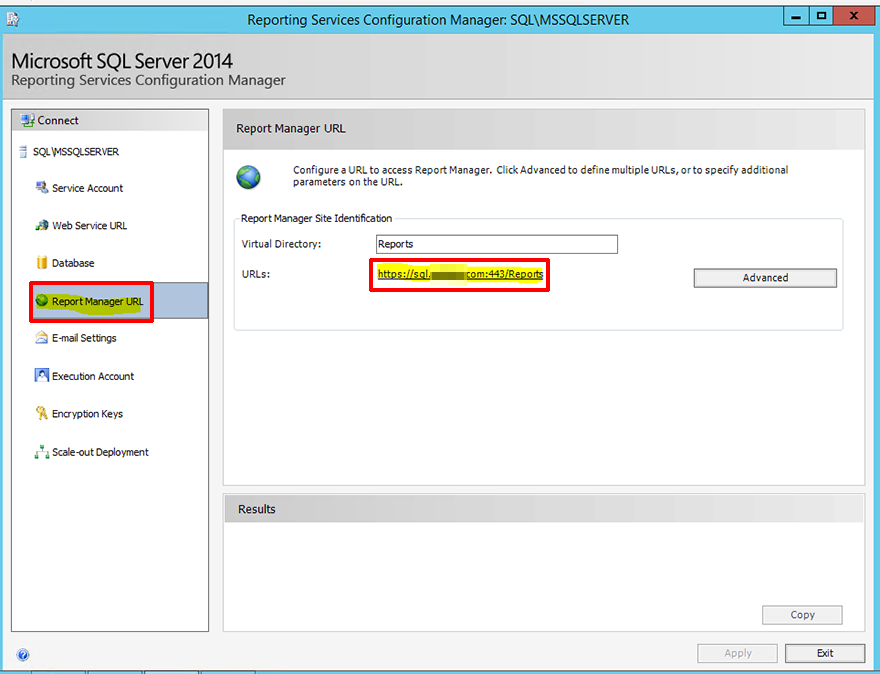 Reporting Services Configuration Manager: SQL\MSSQLSERVER
Microsoft SQL Server 2014
Reporting Services Configuration Manager
Connect
SQL\MSSQLSERVER
Service Account
Web Service URL
Database
Report Manager URL
E-mail Settings
Execution Account
Encryption Keys
Scale-out Deployment
Report Manager URL
Configure a URL to access Report Manager. Click Advanced to define multiple URLs, or to specify additional
parameters on the URL.
Report Manager Site Identification
Virtual Directory: Reports
URLs: https://sql. com:443/Reports
Advanced
Results
Copy
Apply Exit